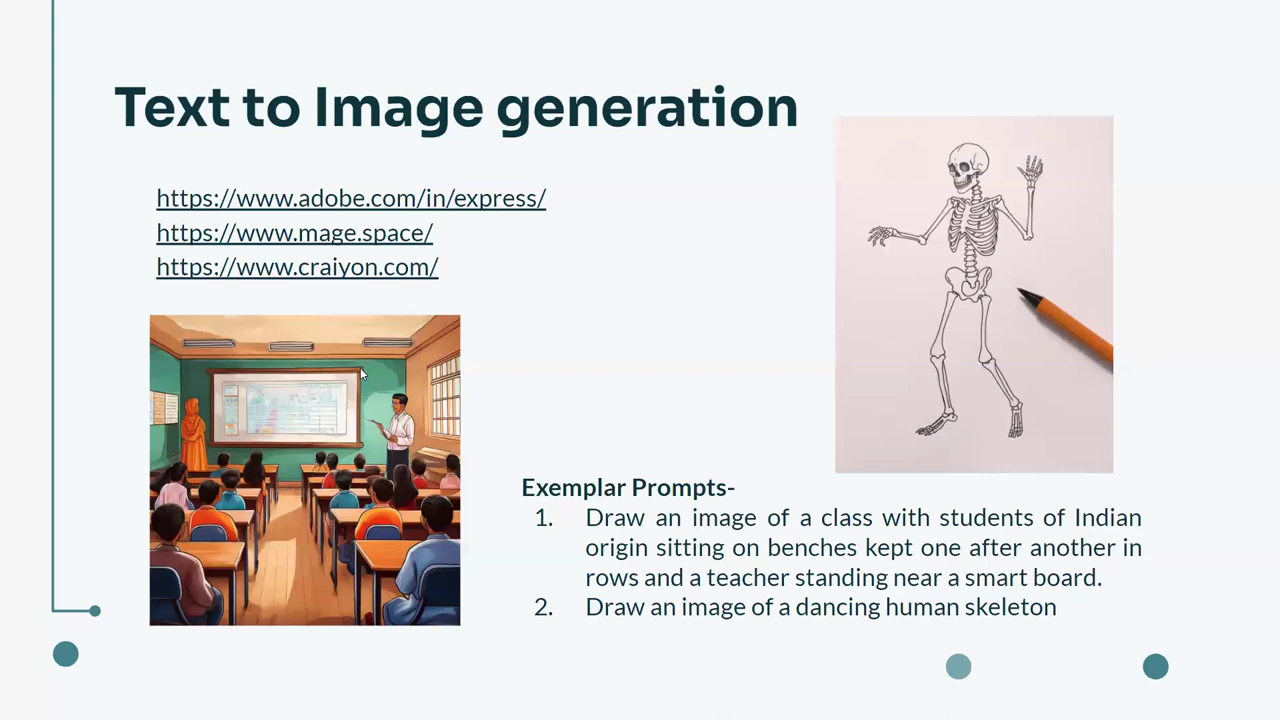 Text to Image generation
https://www.adobe.com/in/express/
https://www.mage.space/
https://www.craiyon.com/
Exemplar Prompts-
1. Draw an image of a class with students of Indian
origin sitting on benches kept one after another in
rows and a teacher standing near a smart board.
2. Draw an image of a dancing human skeleton